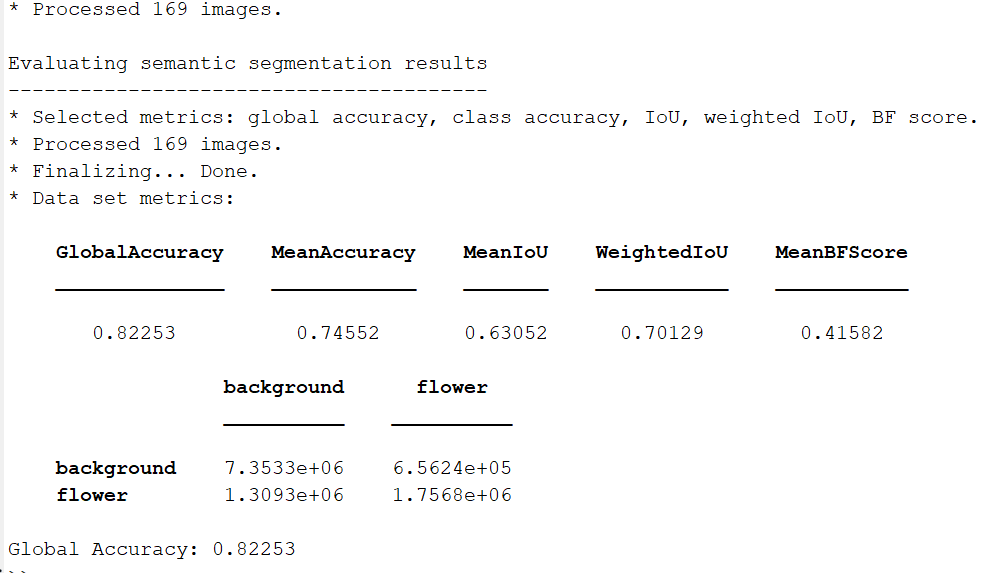 * Processed 169 images.
Evaluating semantic segmentation results
----------------------------------------
* Selected metrics: global accuracy, class accuracy, IoU, weighted IoU, BF score.
* Processed 169 images.
* Finalizing... Done.
* Data set metrics:
GlobalAccuracy MeanAccuracy MeanIoU WeightedIoU MeanBFScore
0.82253 0.74552 0.63052 0.70129 0.41582
background flower
background 7.3533e+06 6.5624e+05
flower 1.3093e+06 1.7568e+06
Global Accuracy: 0.82253